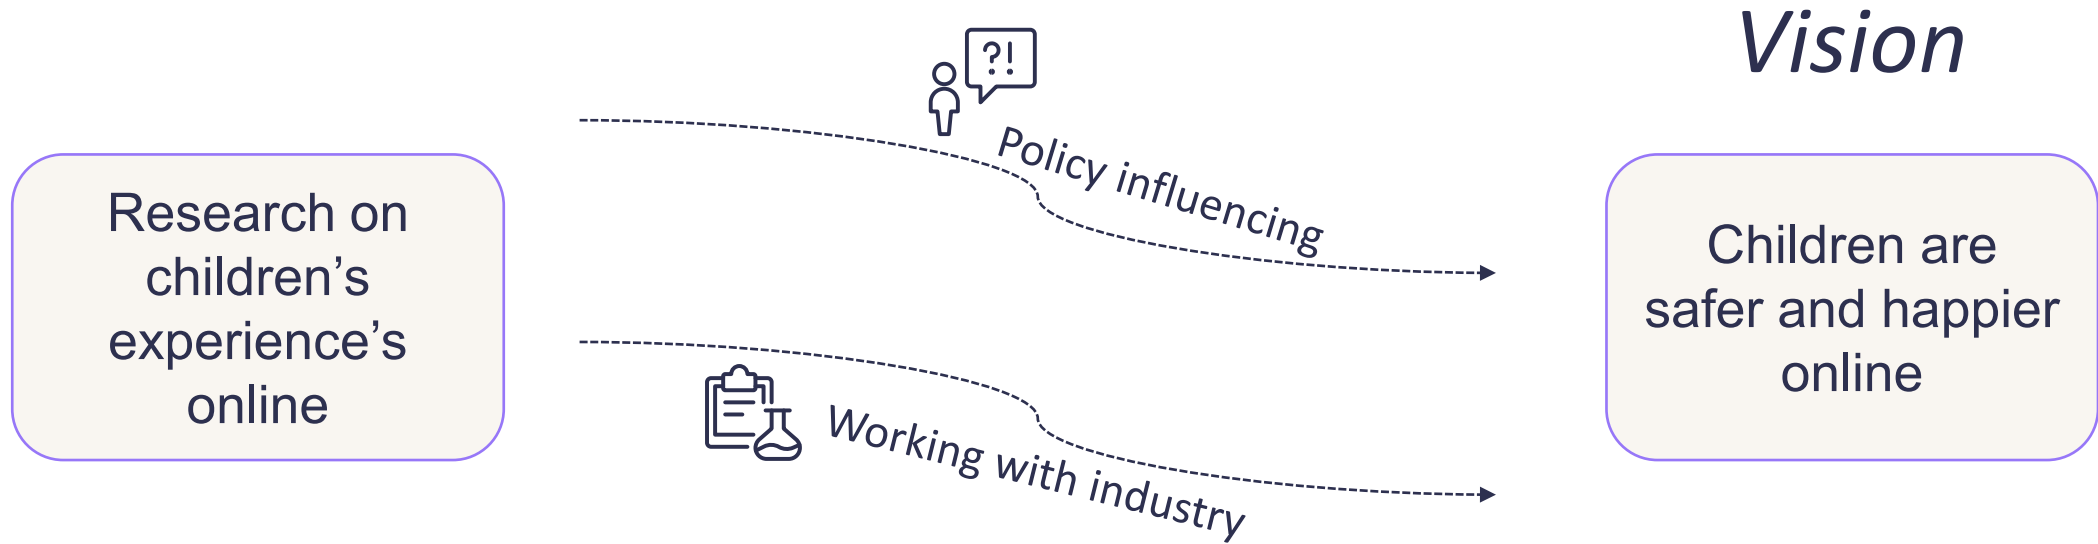 Vision
?!
Policy influencing
Research on
children’s
experience’s
online
Children are
safer and happier
online
Working with industry